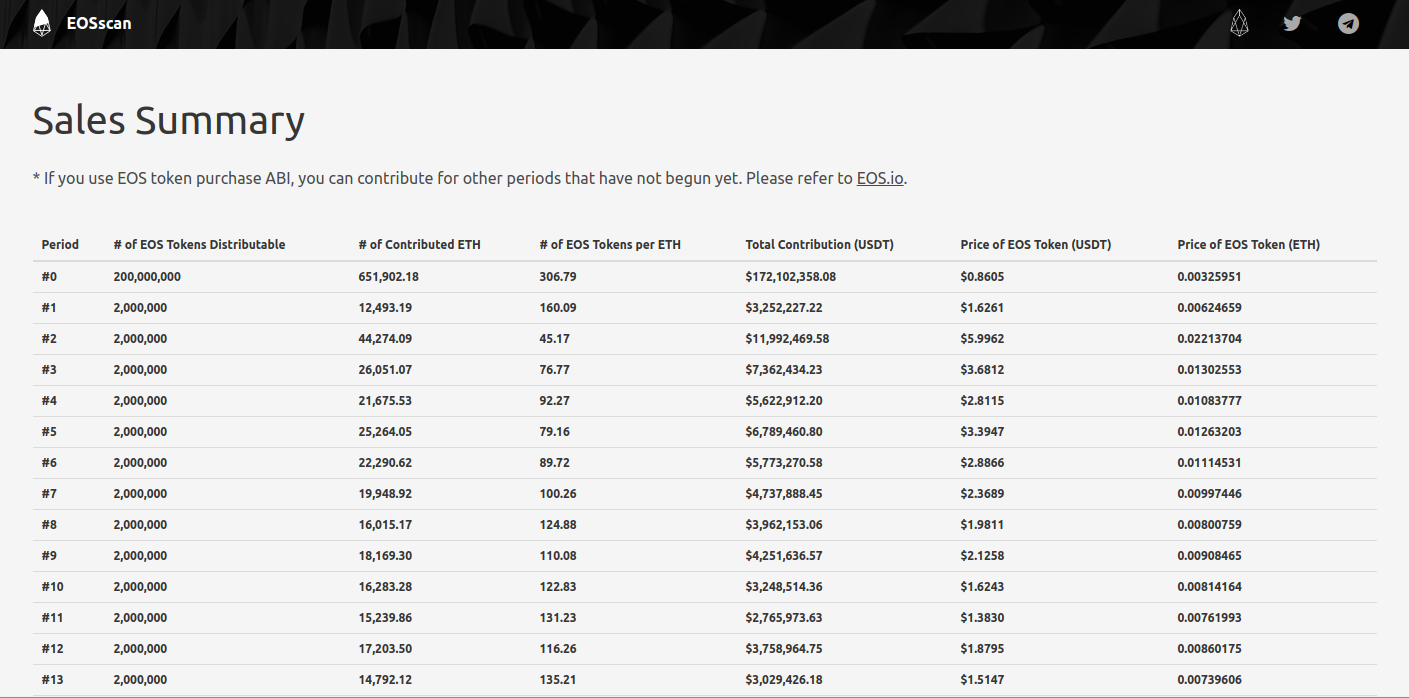 EOSscan
Sales Summary
* If you use EOS token purchase ABI, you can contribute for other periods that have not begun yet. Please refer to EOS.io.
Period # of EOS Tokens Distributable # of Contributed ETH # of EOS Tokens per ETH Total Contribution (USDT) Price of EOS Token (USDT) Price of EOS Token (ETH)
#0 200,000,000 651,902.18 306.79 $172,102,358.08 $0.8605 0.00325951
#1 2,000,000 12,493.19 160.09 $3,252,227.22 $1.6261 0.00624659
#2 2,000,000 44,274.09 45.17 $11,992,469.58 $5.9962 0.02213704
#3 2,000,000 26,051.07 76.77 $7,362,434.23 $3.6812 0.01302553
#4 2,000,000 21,675.53 92.27 $5,622,912.20 $2.8115 0.01083777
#5 2,000,000 25,264.05 79.16 $6,789,460.80 $3.3947 0.01263203
#6 2,000,000 22,290.62 89.72 $5,773,270.58 $2.8866 0.01114531
#7 2,000,000 19,948.92 100.26 $4,737,888.45 $2.3689 0.00997446
#8 2,000,000 16,015.17 124.88 $3,962,153.06 $1.9811 0.00800759
#9 2,000,000 18,169.30 110.08 $4,251,636.57 $2.1258 0.00908465
#10 2,000,000 16,283.28 122.83 $3,248,514.36 $1.6243 0.00814164
#11 2,000,000 15,239.86 131.23 $2,765,973.63 $1.3830 0.00761993
#12 2,000,000 17,203.50 116.26 $3,758,964.75 $1.8795 0.00860175
#13 2,000,000 14,792.12 135.21 $3,029,426.18 $1.5147 0.00739606